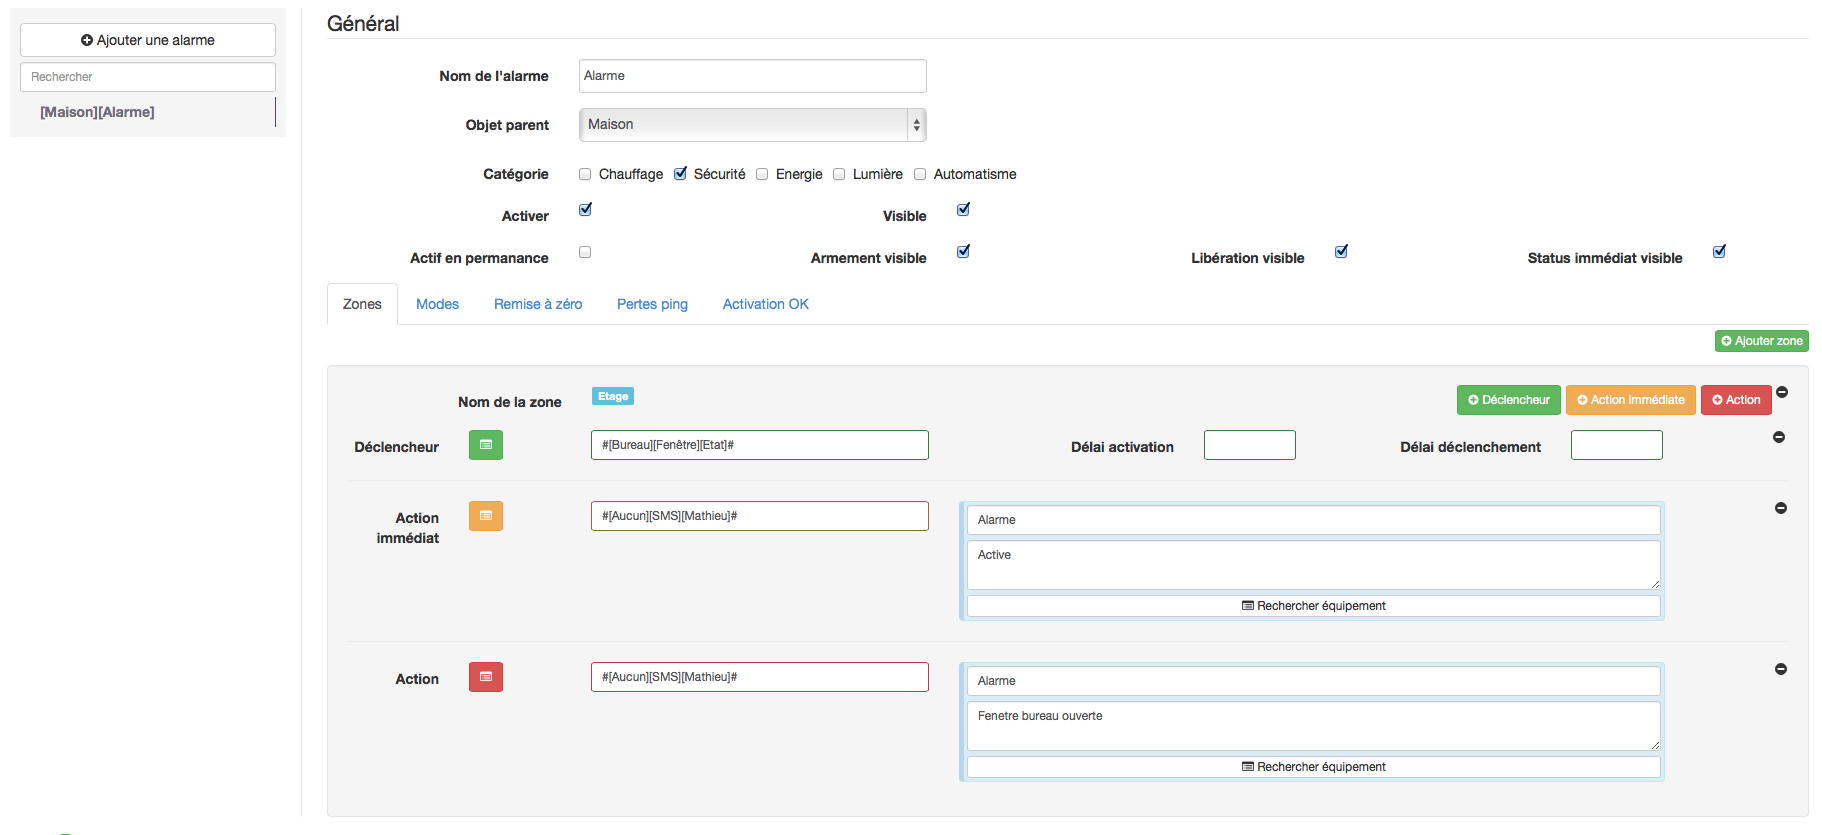 Ajouter une alarme
Rechercher
[Maison][Alarme]
Général
Nom de l'alarme Alarme
Objet parent Maison
Catégorie Chauffage Sécurité Energie Lumière Automatisme
Activer Visible
Actif en permanance Armement visible Libération visible Status immédiat visible
Zones Modes Remise à zéro Pertes ping Activation OK
Ajouter zone
Nom de la zone Etage Déclencheur Action immédiate Action
Déclencheur #[Bureau][Fenêtre][Etat]# Délai activation Délai déclenchement
Action immédiat #[Aucun][SMS][Mathieu]# Alarme
Active
Rechercher équipement
Action #[Aucun][SMS][Mathieu]# Alarme
Fenetre bureau ouverte
Rechercher équipement